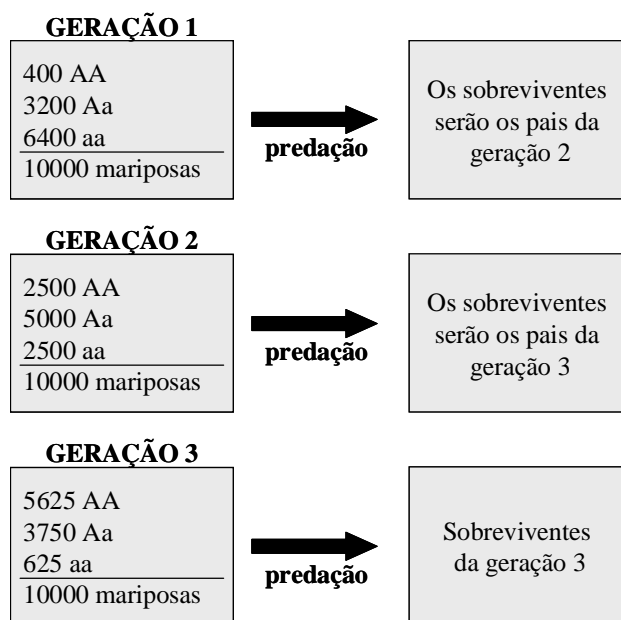 GERAÇÃO 1
400 AA
3200 Aa
6400 aa
10000 mariposas
predação
Os sobreviventes
serão os pais da
geração 2
GERAÇÃO 2
2500 AA
5000 Aa
2500 aa
10000 mariposas
predação
Os sobreviventes
serão os pais da
geração 3
GERAÇÃO 3
5625 AA
3750 Aa
625 aa
10000 mariposas
predação
Sobreviventes
da geração 3